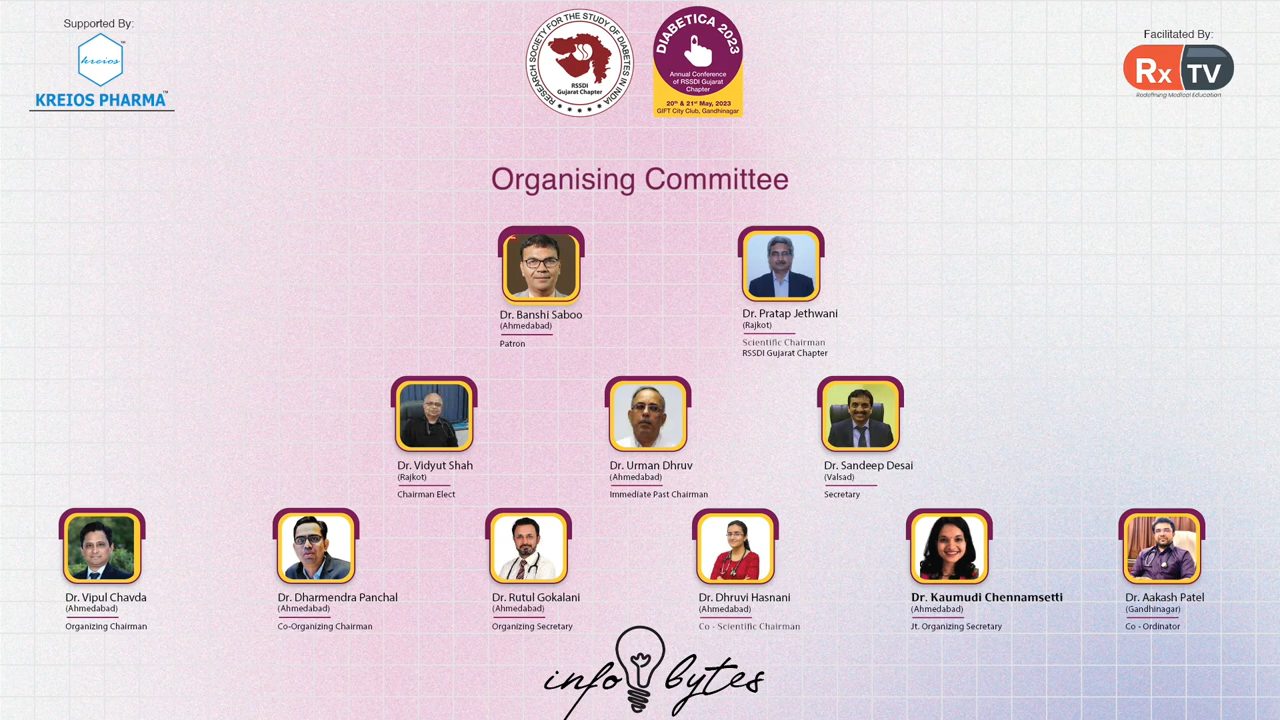 Supported By:
kreios
KREIOS PHARMA™
RESEARCH SOCIETY FOR THE STUDY OF DIABETES IN INDIA
RSSDI
Gujarat Chapter
DIABETICA 2023
Annual Conference
of RSSDI Gujarat
Chapter
20th & 21st May, 2023
GIFT City Club, Gandhinagar
Facilitated By:
Rx TV
Redefining Medical Education
Organising Committee
Dr. Banshi Saboo
(Ahmedabad)
Patron
Dr. Pratap Jethwani
(Rajkot)
Scientific Chairman
RSSDI Gujarat Chapter
Dr. Vidyut Shah
(Rajkot)
Chairman Elect
Dr. Urman Dhruv
(Ahmedabad)
Immediate Past Chairman
Dr. Sandeep Desai
(Valsad)
Secretary
Dr. Vipul Chavda
(Ahmedabad)
Organizing Chairman
Dr. Dharmendra Panchal
(Ahmedabad)
Co-Organizing Chairman
Dr. Rutul Gokalani
(Ahmedabad)
Organizing Secretary
Dr. Dhruvi Hasnani
(Ahmedabad)
Co - Scientific Chairman
Dr. Kaumudi Chennamsetti
(Ahmedabad)
Jt. Organizing Secretary
Dr. Aakash Patel
(Gandhinagar)
Co - Ordinator
info bytes